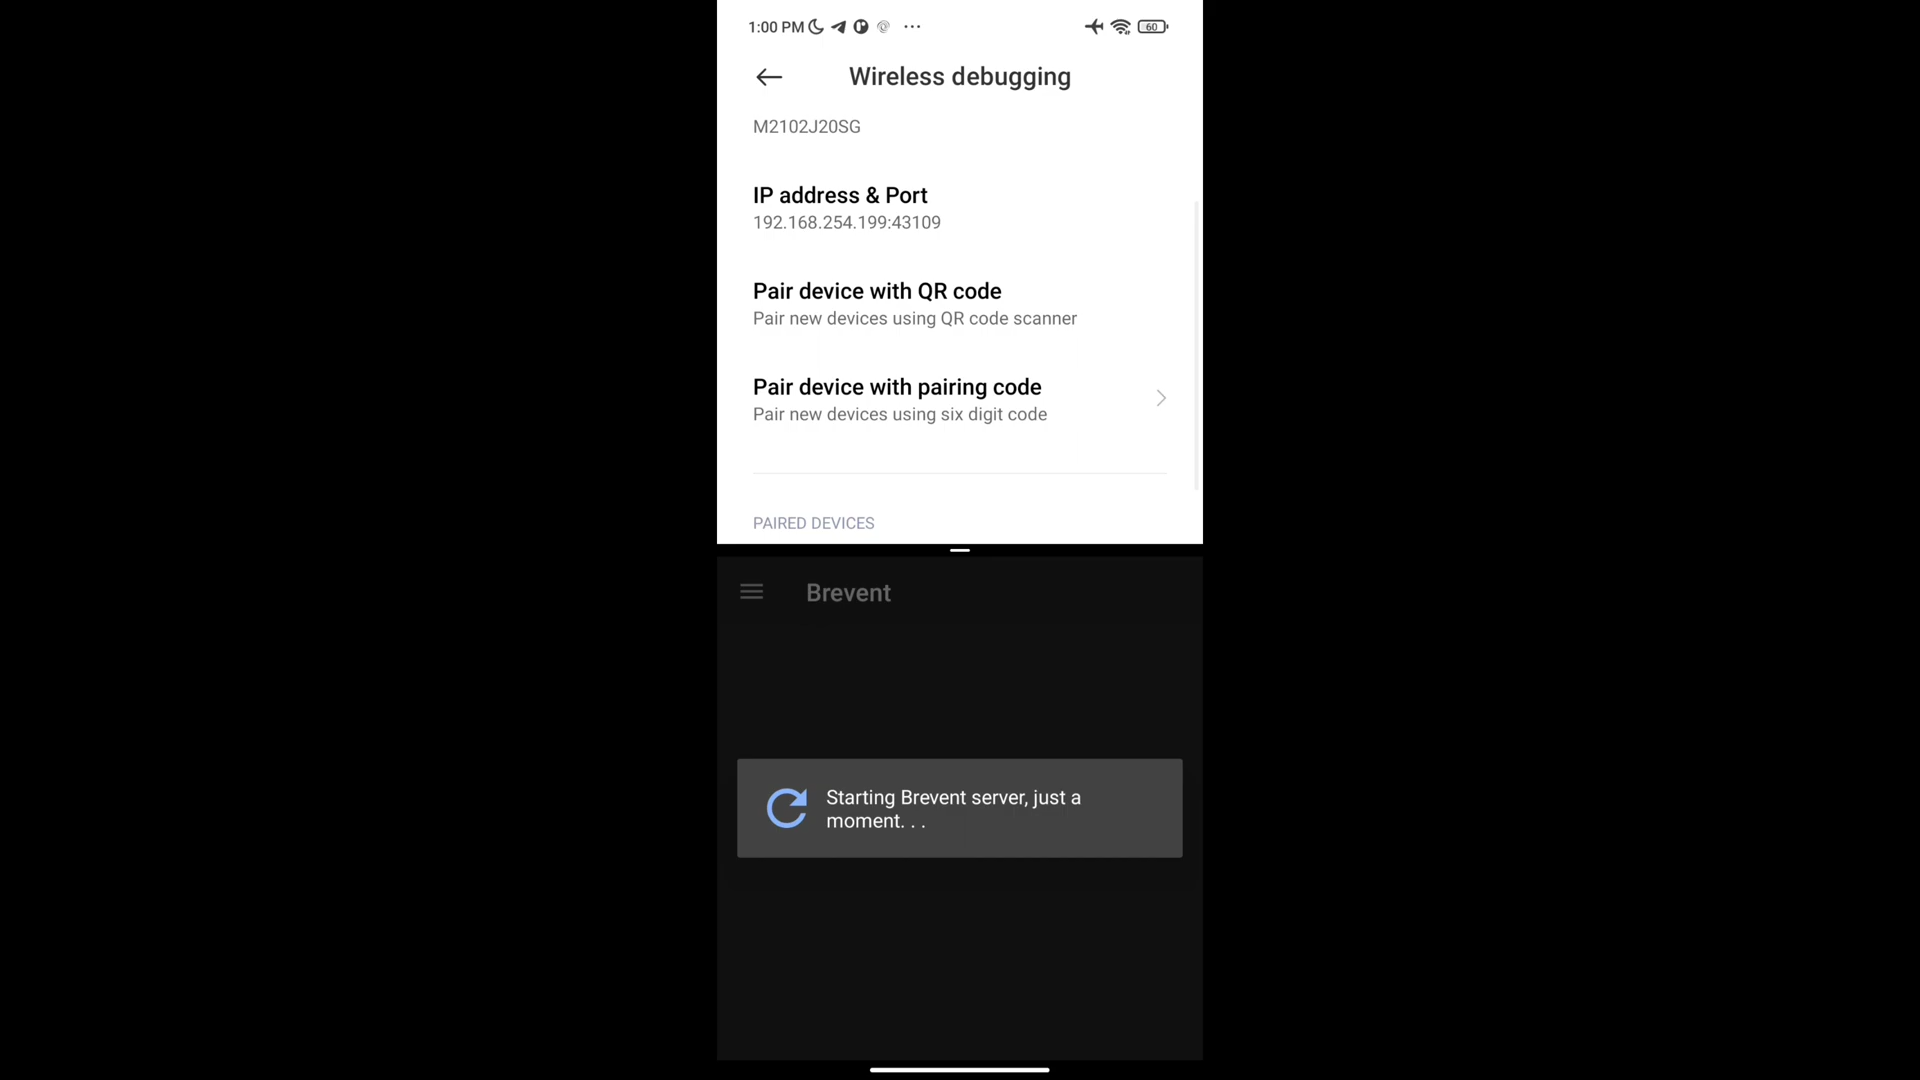 1:00 PM
60
Wireless debugging
M2102J20SG
IP address & Port
192.168.254.199:43109
Pair device with QR code
Pair new devices using QR code scanner
Pair device with pairing code
Pair new devices using six digit code
PAIRED DEVICES
Brevent
Starting Brevent server, just a
moment. . .